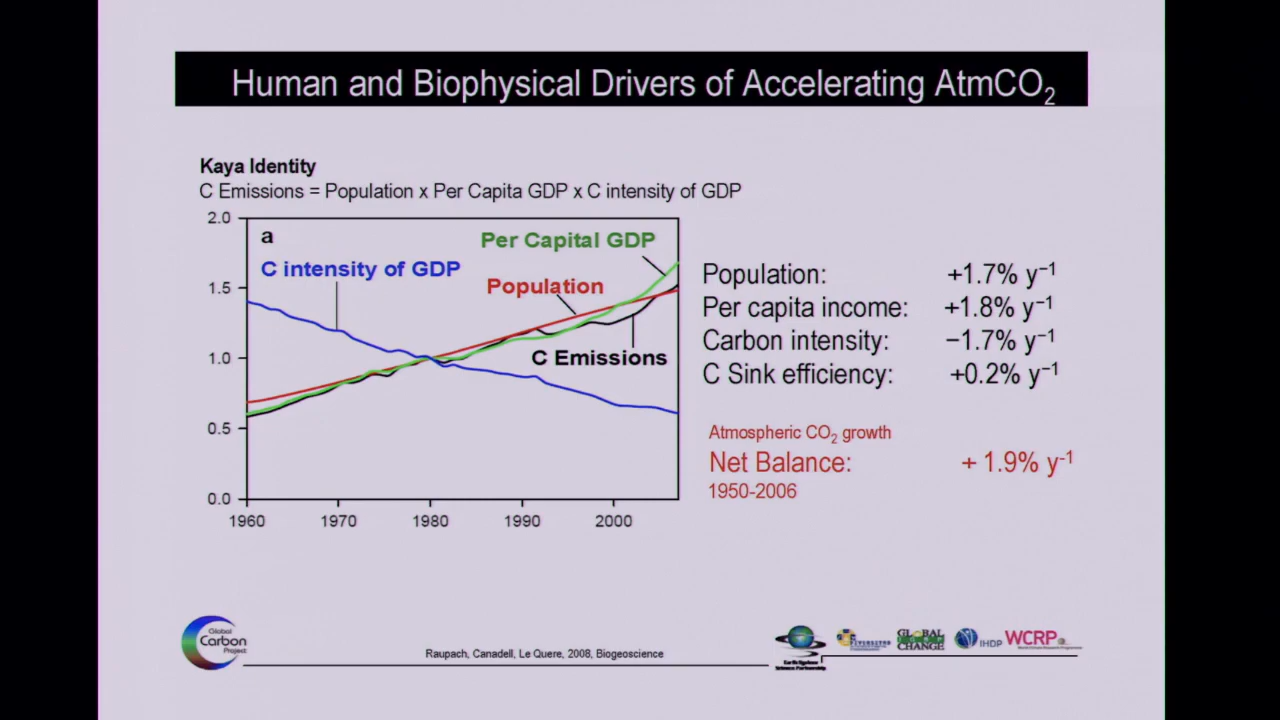 Human and Biophysical Drivers of Accelerating AtmCO₂
Kaya Identity
C Emissions = Population x Per Capita GDP x C intensity of GDP
2.0
a
Per Capital GDP
C intensity of GDP
Population
1.5
1.0
C Emissions
0.5
0.0
1960 1970 1980 1990 2000
Population: +1.7% y⁻¹
Per capita income: +1.8% y⁻¹
Carbon intensity: −1.7% y⁻¹
C Sink efficiency: +0.2% y⁻¹
Atmospheric CO₂ growth
Net Balance: + 1.9% y⁻¹
1950-2006
Global
Carbon
Project
Raupach, Canadell, Le Quere, 2008, Biogeoscience
Earth System
Science Partnership
GLOBAL
CHANGE
IHDP
WCRP